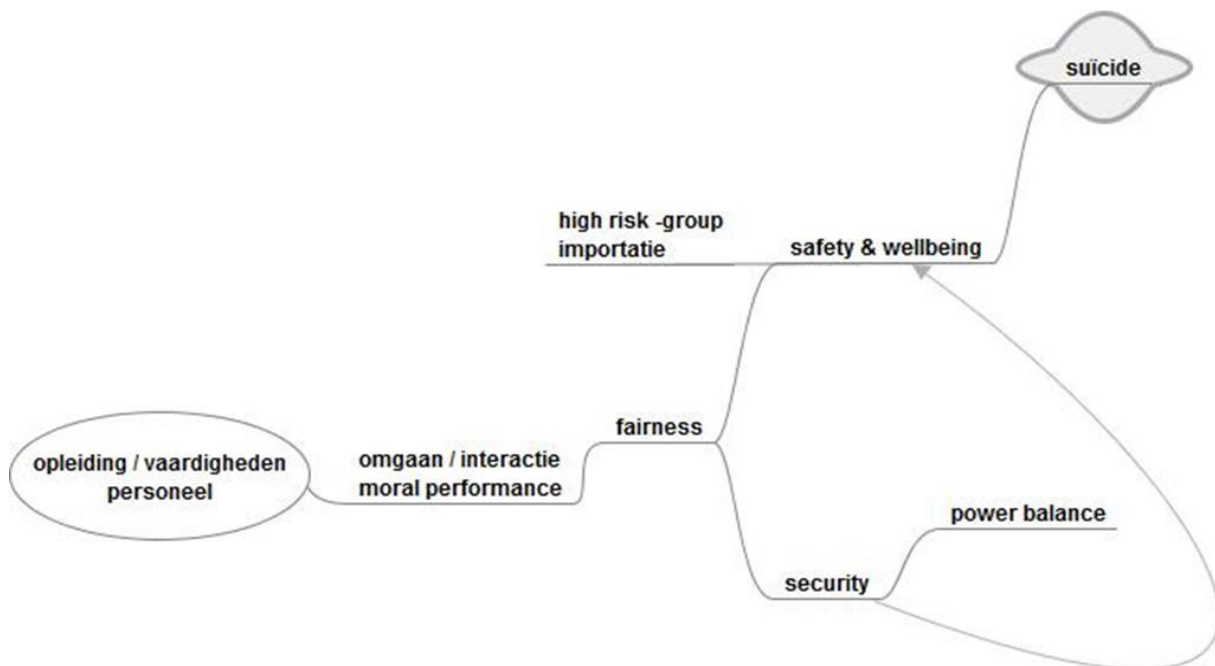 suïcide
high risk -group
importatie
safety & wellbeing
fairness
opleiding / vaardigheden
personeel
omgaan / interactie
moral performance
power balance
security